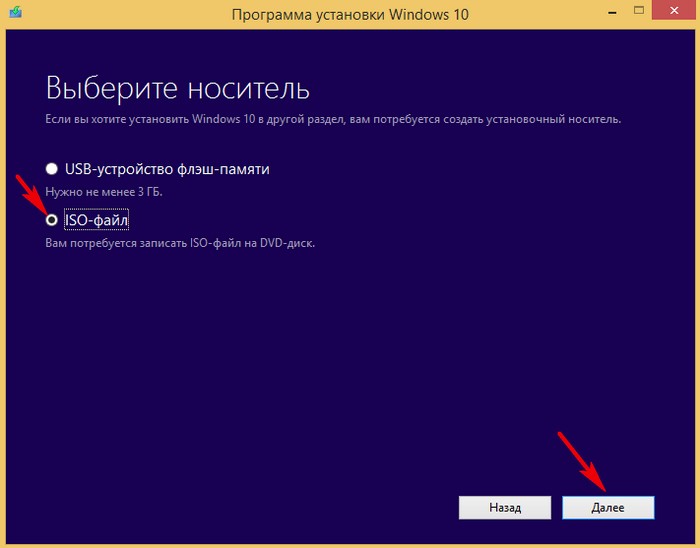 Программа установки Windows 10
Выберите носитель
Если вы хотите установить Windows 10 в другой раздел, вам потребуется создать установочный носитель.
USB-устройство флэш-памяти
Нужно не менее 3 ГБ.
ISO-файл
Вам потребуется записать ISO-файл на DVD-диск.
Назад
Далее